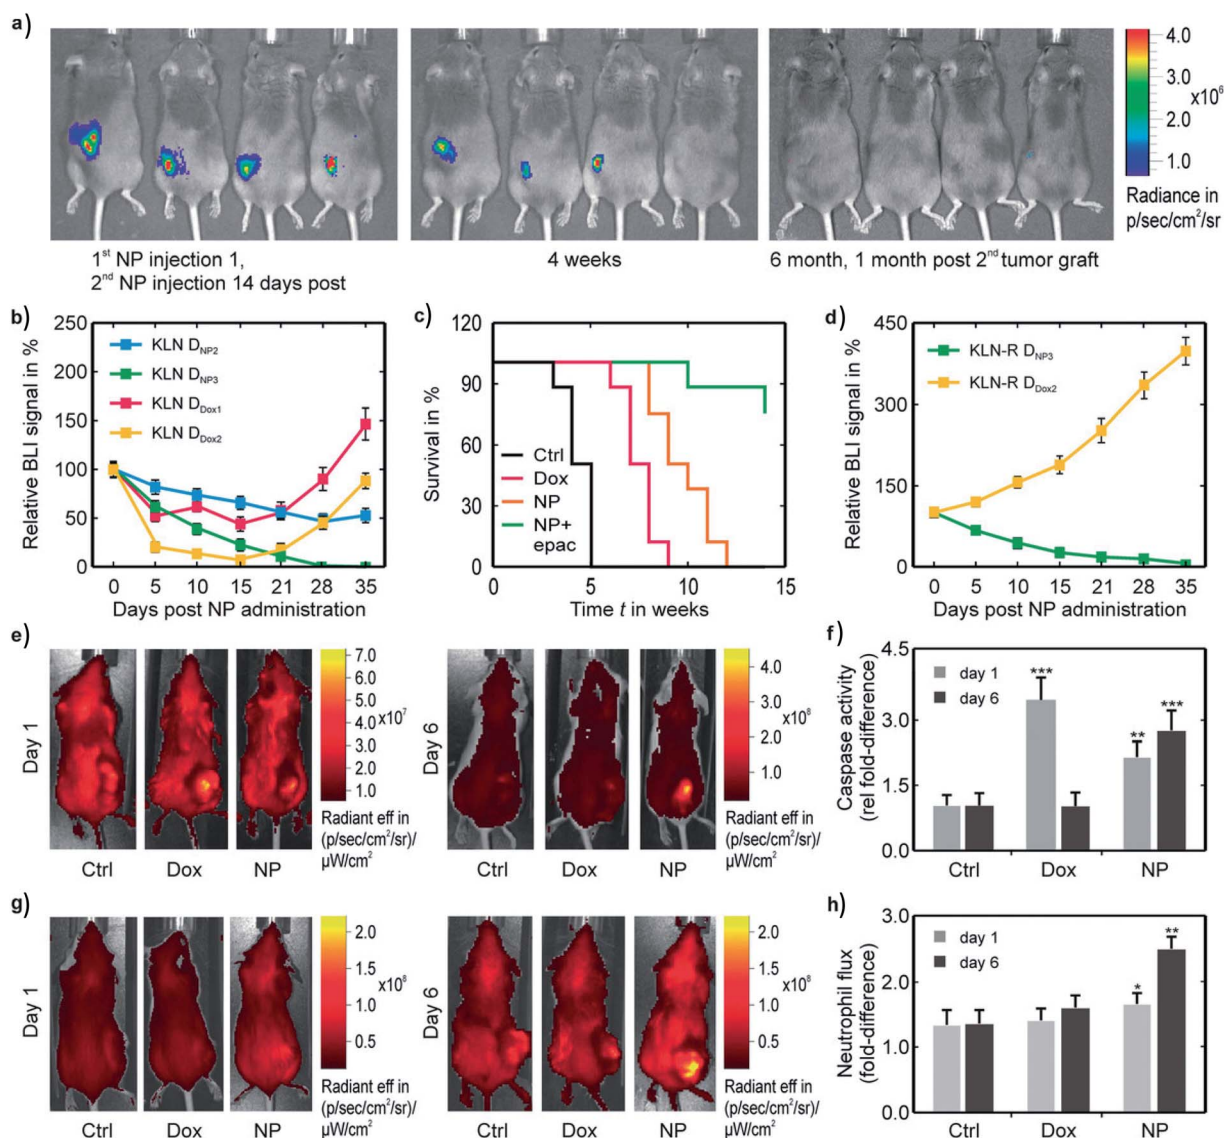 a)
4.0
3.0
x10⁶
2.0
1.0
Radiance in
p/sec/cm²/sr
1ˢᵗ NP injection 1,
2ⁿᵈ NP injection 14 days post
4 weeks
6 month, 1 month post 2ⁿᵈ tumor graft
b)
Relative BLI signal in %
250
200
150
100
50
0
KLN D_NP2
KLN D_NP3
KLN D_Dox1
KLN D_Dox2
0 5 10 15 21 28 35
Days post NP administration
c)
Survival in %
120
90
60
30
0
Ctrl
Dox
NP
NP+
epac
0 5 10 15
Time t in weeks
d)
Relative BLI signal in %
450
300
150
0
KLN-R D_NP3
KLN-R D_Dox2
0 5 10 15 21 28 35
Days post NP administration
e)
Day 1
Ctrl Dox NP
7.0
6.0
5.0
x10⁷
4.0
3.0
2.0
1.0
Radiant eff in
(p/sec/cm²/sr)/
µW/cm²
Day 6
Ctrl Dox NP
4.0
3.0
x10⁸
2.0
1.0
Radiant eff in
(p/sec/cm²/sr)/
µW/cm²
f)
Caspase activity
(rel fold-difference)
4.5
3.0
1.5
0.0
day 1
day 6
***
**
***
Ctrl Dox NP
g)
Day 1
Ctrl Dox NP
2.0
1.5
x10⁸
1.0
0.5
Radiant eff in
(p/sec/cm²/sr)/
µW/cm²
Day 6
Ctrl Dox NP
2.0
1.5
x10⁸
1.0
0.5
Radiant eff in
(p/sec/cm²/sr)/
µW/cm²
h)
Neutrophil flux
(fold-difference)
3.0
2.0
1.0
0.0
day 1
day 6
*
**
Ctrl Dox NP